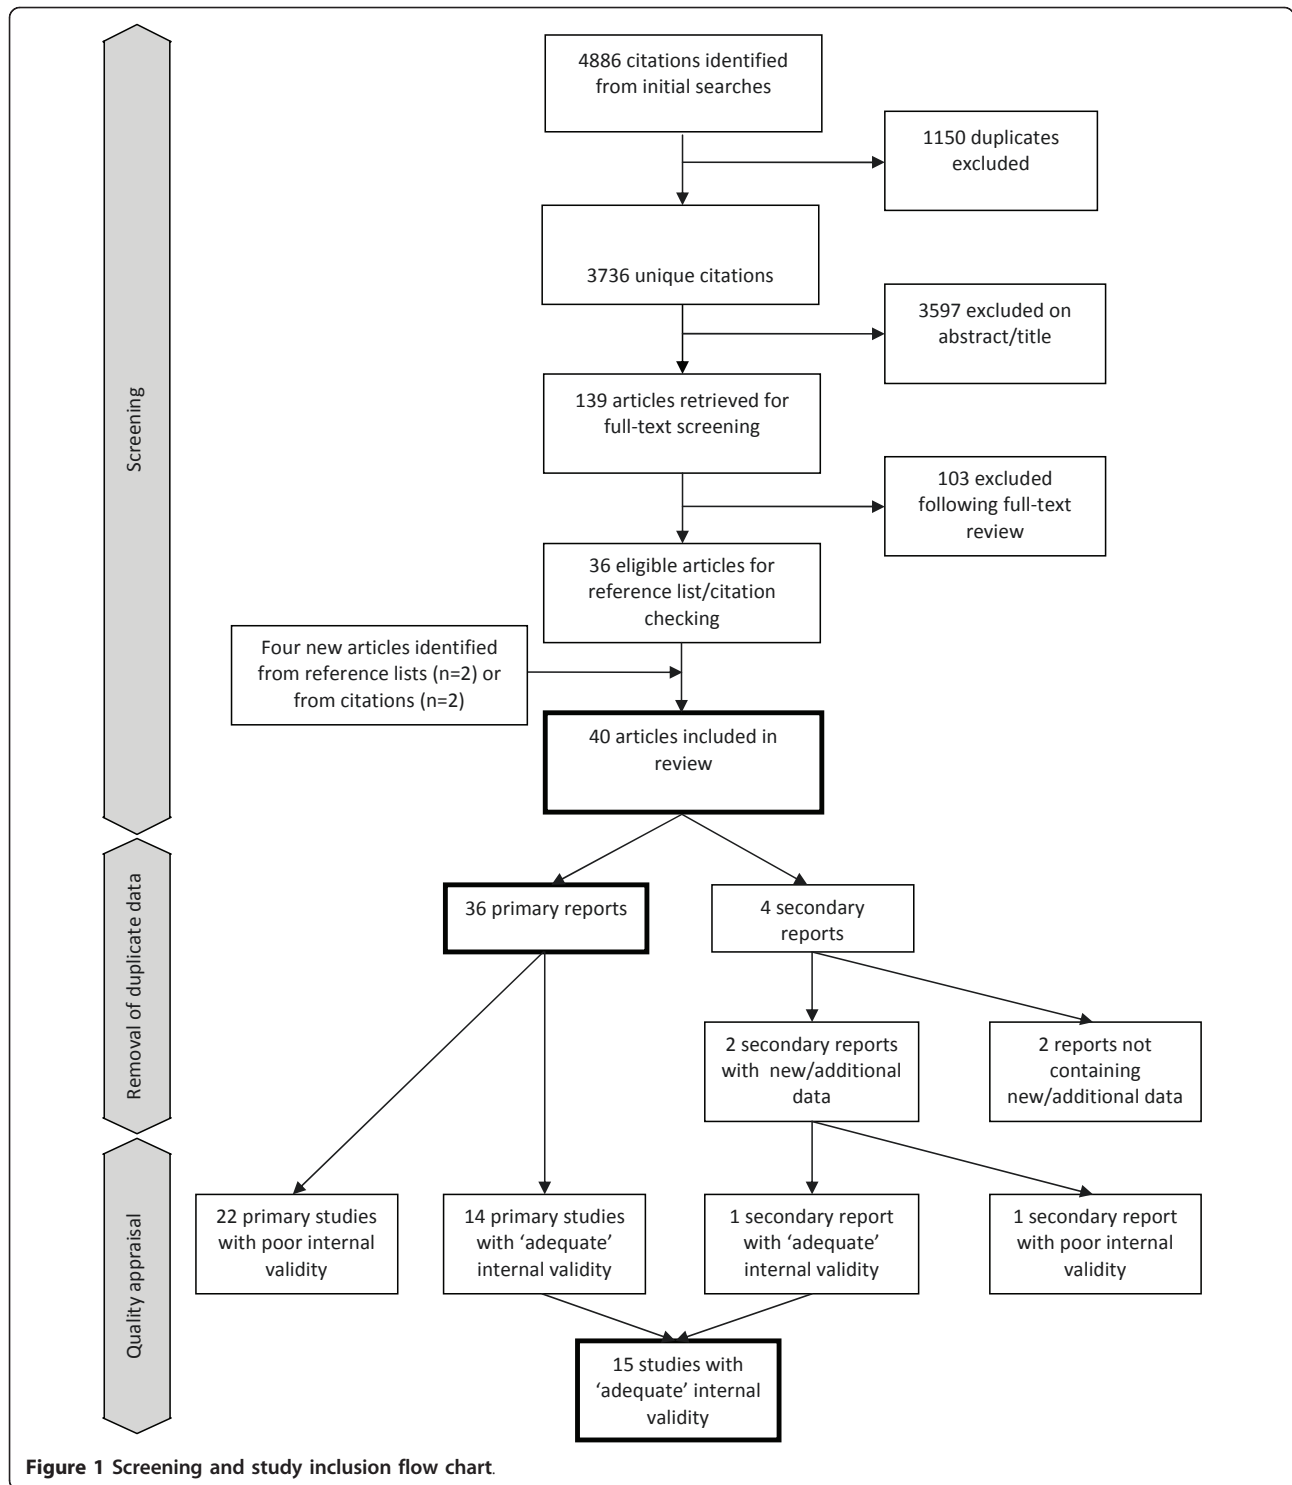 4886 citations identified
from initial searches
1150 duplicates
excluded
3736 unique citations
3597 excluded on
abstract/title
139 articles retrieved for
full-text screening
103 excluded
following full-text
review
36 eligible articles for
reference list/citation
checking
Four new articles identified
from reference lists (n=2) or
from citations (n=2)
40 articles included in
review
Screening
36 primary reports
4 secondary
reports
2 secondary reports
with new/additional
data
2 reports not
containing
new/additional data
Removal of duplicate data
22 primary studies
with poor internal
validity
14 primary studies
with ‘adequate’
internal validity
1 secondary report
with ‘adequate’
internal validity
1 secondary report
with poor internal
validity
15 studies with
‘adequate’ internal
validity
Quality appraisal
Figure 1 Screening and study inclusion flow chart.